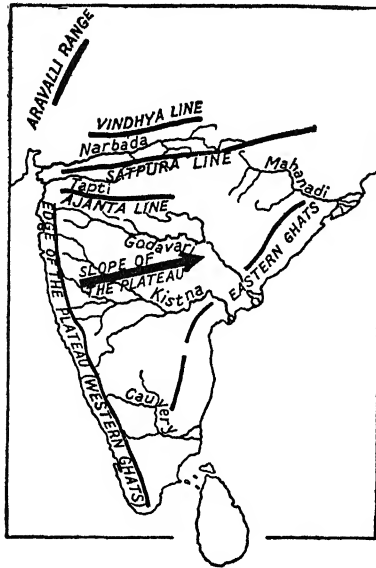 ARAVALLI RANGE
VINDHYA LINE
Narbada
SATPURA LINE
Mahanadi
Tapti
AJANTA LINE
Godavari
SLOPE OF
THE PLATEAU
Kistna
EASTERN GHATS
EDGE OF THE PLATEAU (WESTERN GHATS)
Cauvery